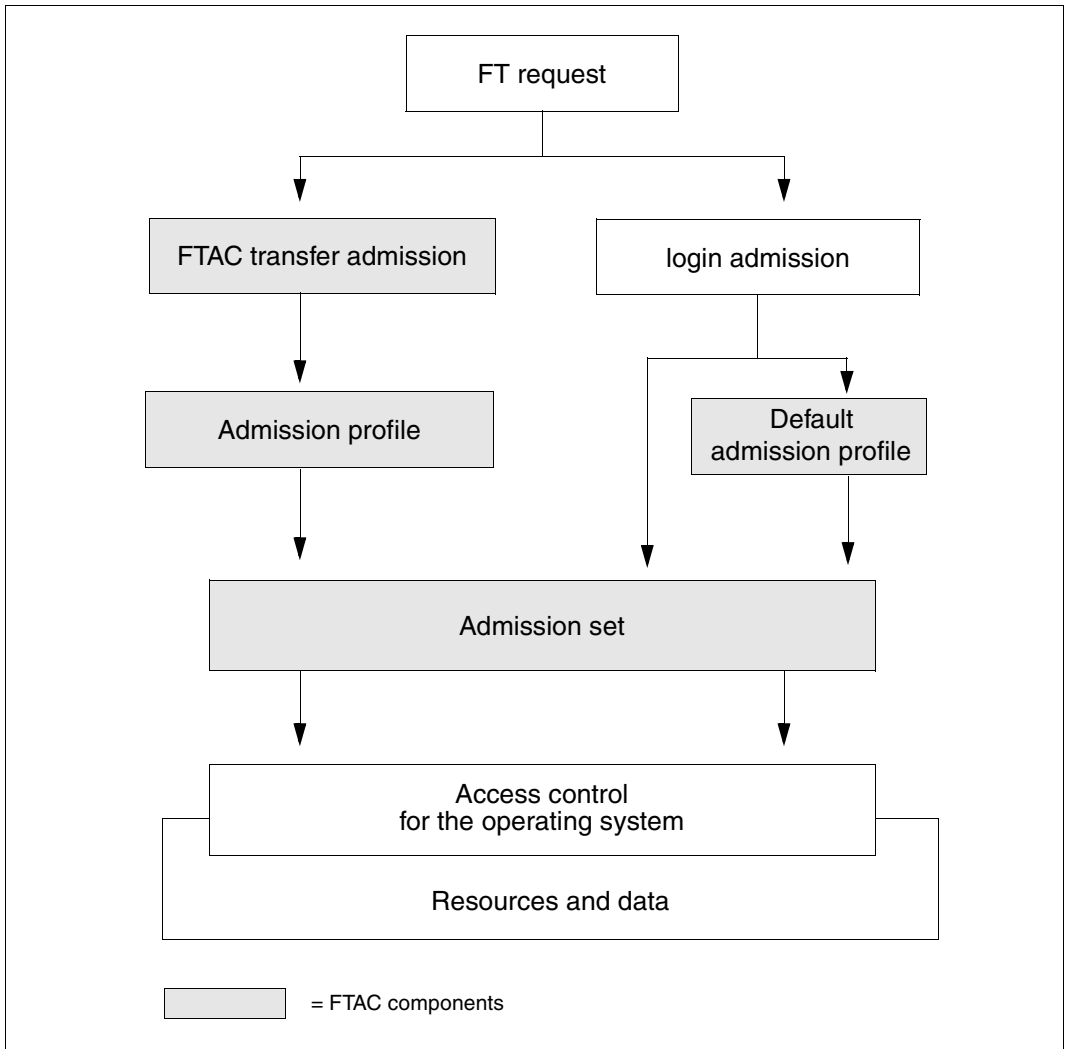 FT request
FTAC transfer admission
login admission
Admission profile
Default
admission profile
Admission set
Access control
for the operating system
Resources and data
= FTAC components